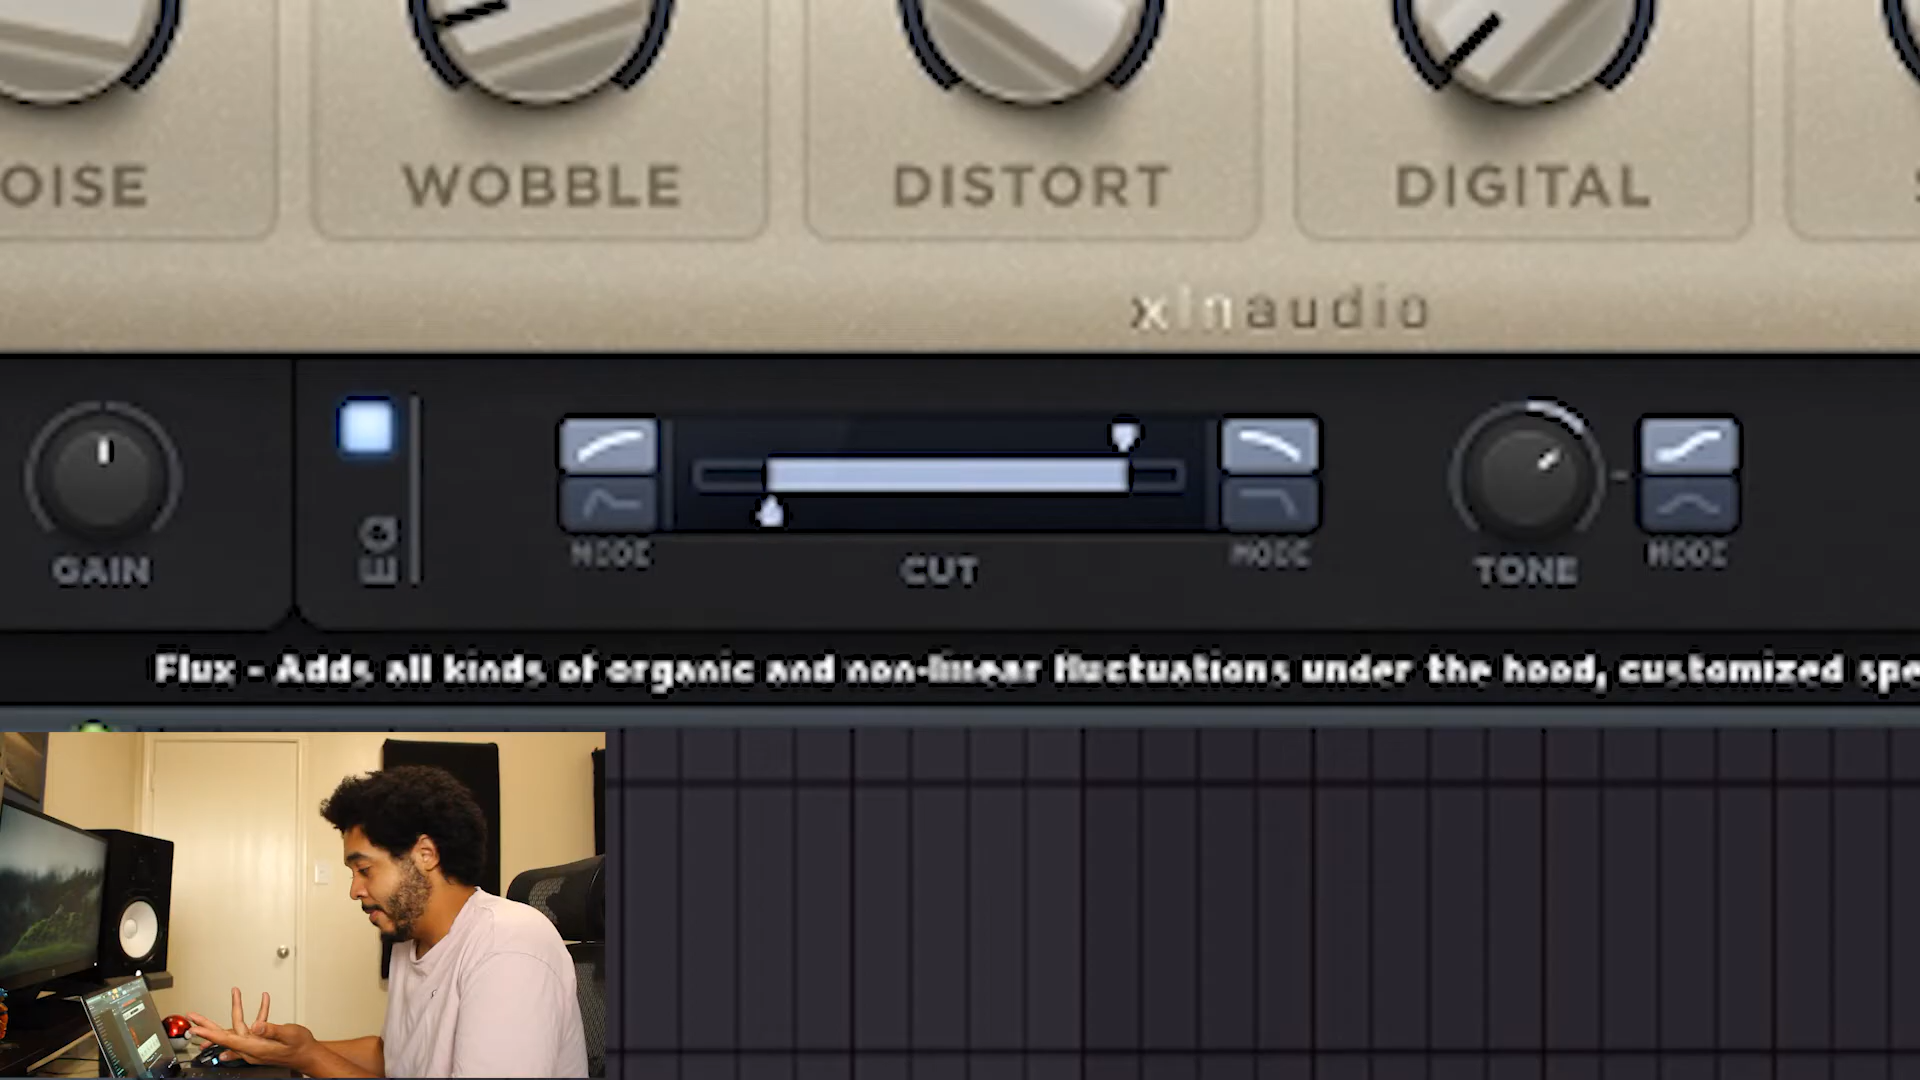 OISE WOBBLE DISTORT DIGITAL
xlnaudio
GAIN EQ MODE CUT MODE TONE MODE
Flux - Adds all kinds of organic and non-linear fluctuations under the hood, customized spe